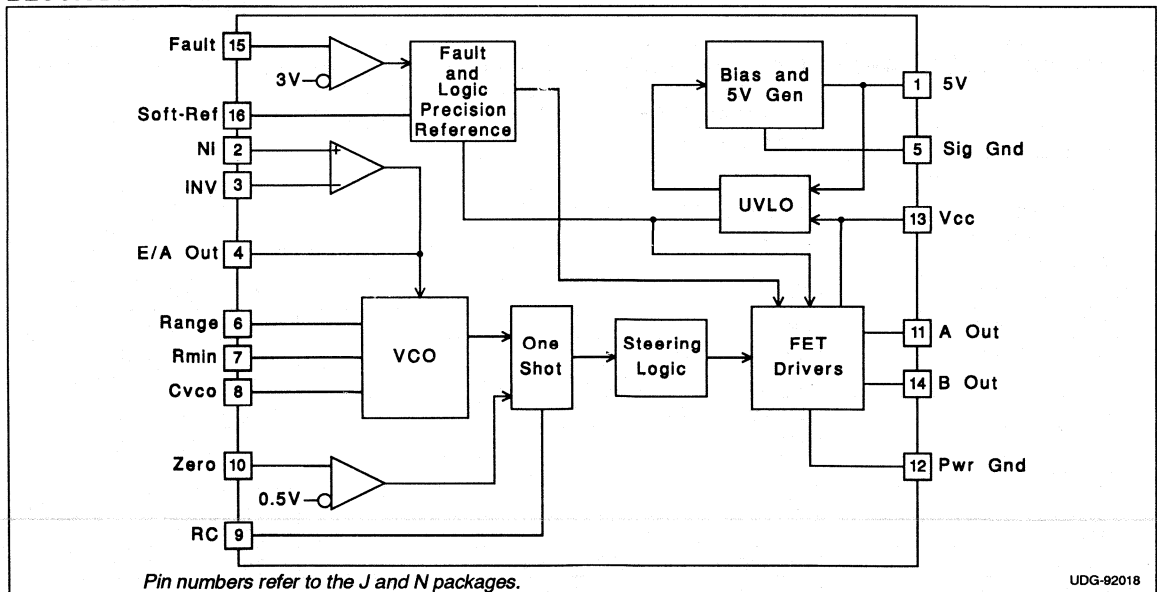 Fault 15
3V
Fault
and
Logic
Precision
Reference
Soft-Ref 16
NI 2
+
INV 3
−
E/A Out 4
Range 6
Rmin 7
Cvco 8
VCO
Zero 10
0.5V
RC 9
One
Shot
Steering
Logic
FET
Drivers
Bias and
5V Gen
UVLO
1 5V
5 Sig Gnd
13 Vcc
11 A Out
14 B Out
12 Pwr Gnd
Pin numbers refer to the J and N packages.
UDG-92018